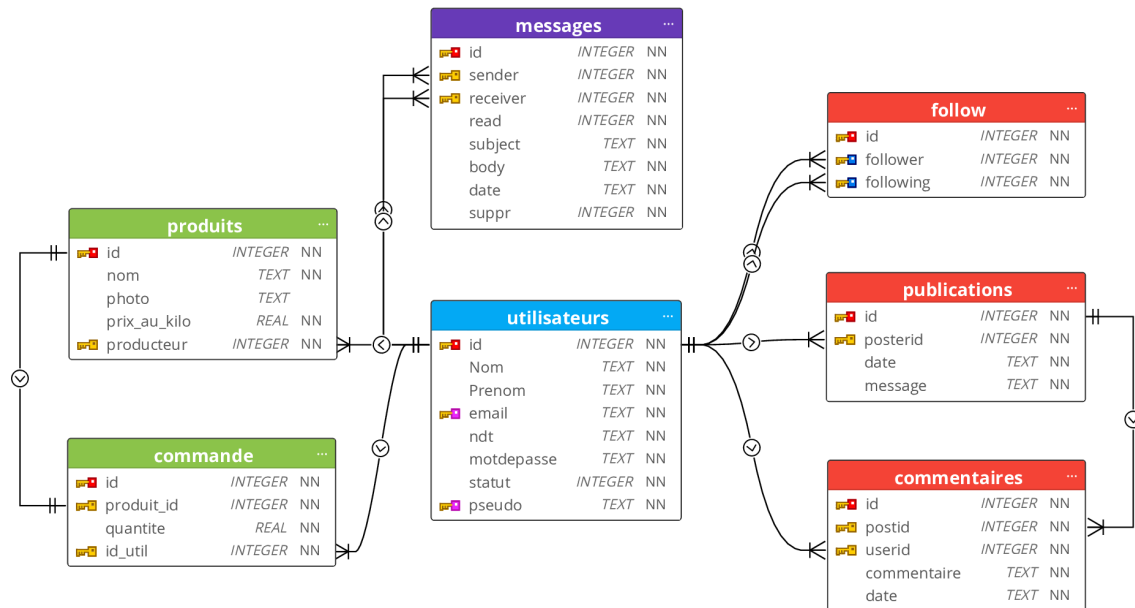 messages ...
id INTEGER NN
sender INTEGER NN
receiver INTEGER NN
read INTEGER NN
subject TEXT NN
body TEXT NN
date TEXT NN
suppr INTEGER NN
follow ...
id INTEGER NN
follower INTEGER NN
following INTEGER NN
produits ...
id INTEGER NN
nom TEXT NN
photo TEXT
prix_au_kilo REAL NN
producteur INTEGER NN
utilisateurs ...
id INTEGER NN
Nom TEXT NN
Prenom TEXT NN
email TEXT NN
ndt TEXT NN
motdepasse TEXT NN
statut INTEGER NN
pseudo TEXT NN
publications ...
id INTEGER NN
posterid INTEGER NN
date TEXT NN
message TEXT NN
commande ...
id INTEGER NN
produit_id INTEGER NN
quantite REAL NN
id_util INTEGER NN
commentaires ...
id INTEGER NN
postid INTEGER NN
userid INTEGER NN
commentaire TEXT NN
date TEXT NN